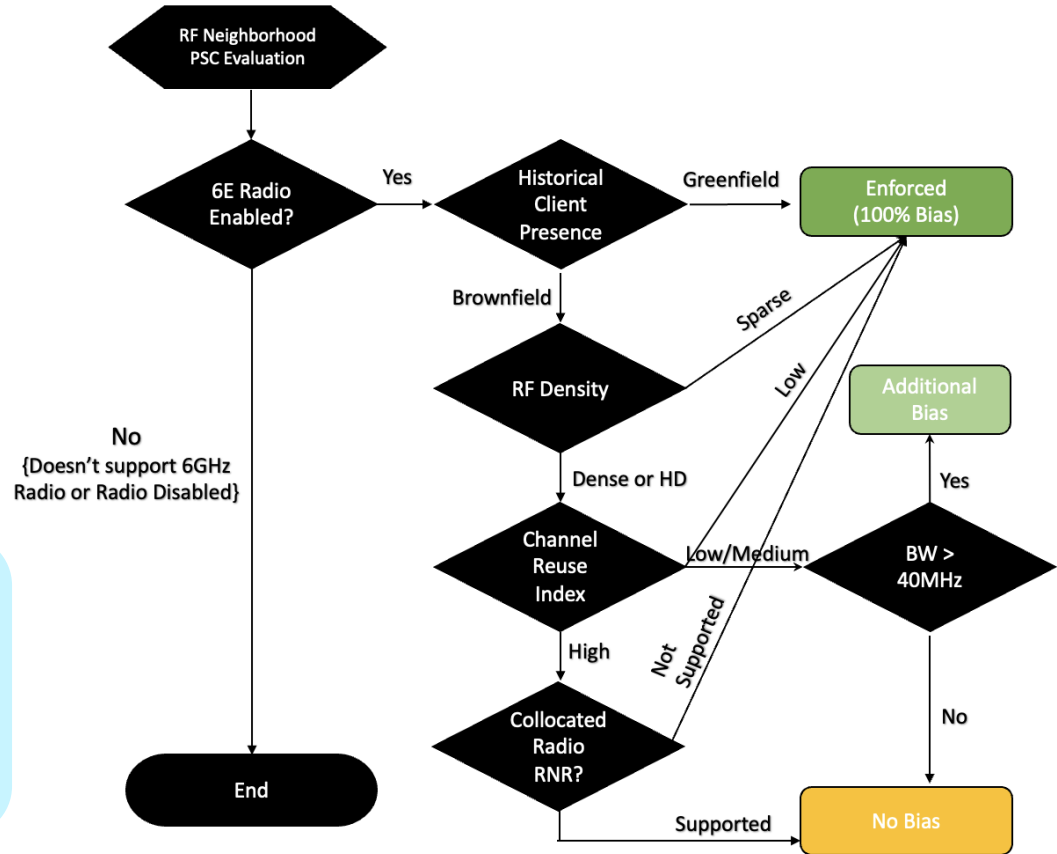 RF Neighborhood
PSC Evaluation
6E Radio
Enabled?
Yes
Historical
Client
Presence
Greenfield
Enforced
(100% Bias)
Brownfield
Sparse
RF Density
Low
Additional
Bias
No
{Doesn't support 6GHz
Radio or Radio Disabled}
Dense or HD
Yes
Channel
Reuse
Index
Low/Medium
BW >
40MHz
High
Not
Supported
Collocated
Radio
RNR?
No
End
Supported
No Bias